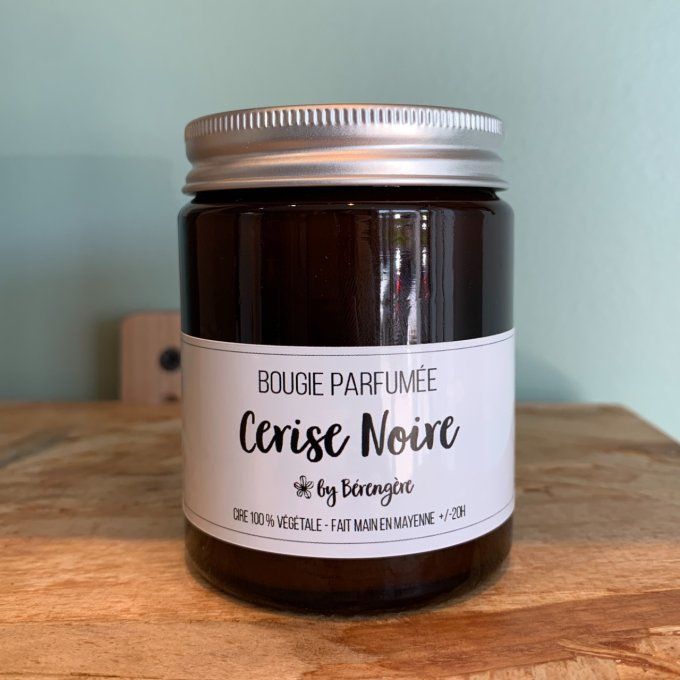 BOUGIE PARFUMÉE
Cerise Noire
by Bérengère
CIRE 100 % VÉGÉTALE - FAIT MAIN EN MAYENNE +/-20H